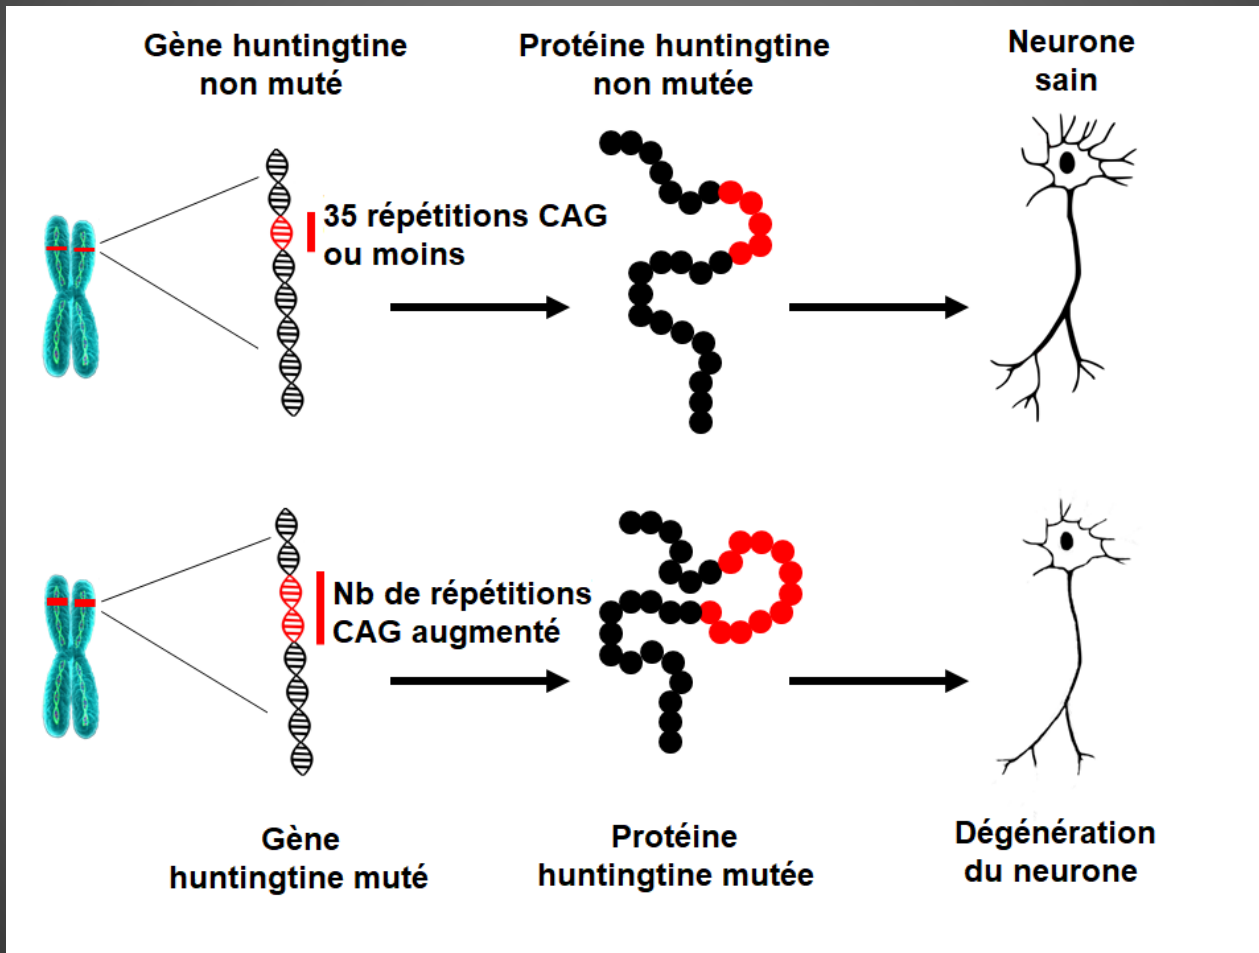 Gène huntingtine
non muté
Protéine huntingtine
non mutée
Neurone
sain
35 répétitions CAG
ou moins
Nb de répétitions
CAG augmenté
Gène
huntingtine muté
Protéine
huntingtine mutée
Dégénération
du neurone